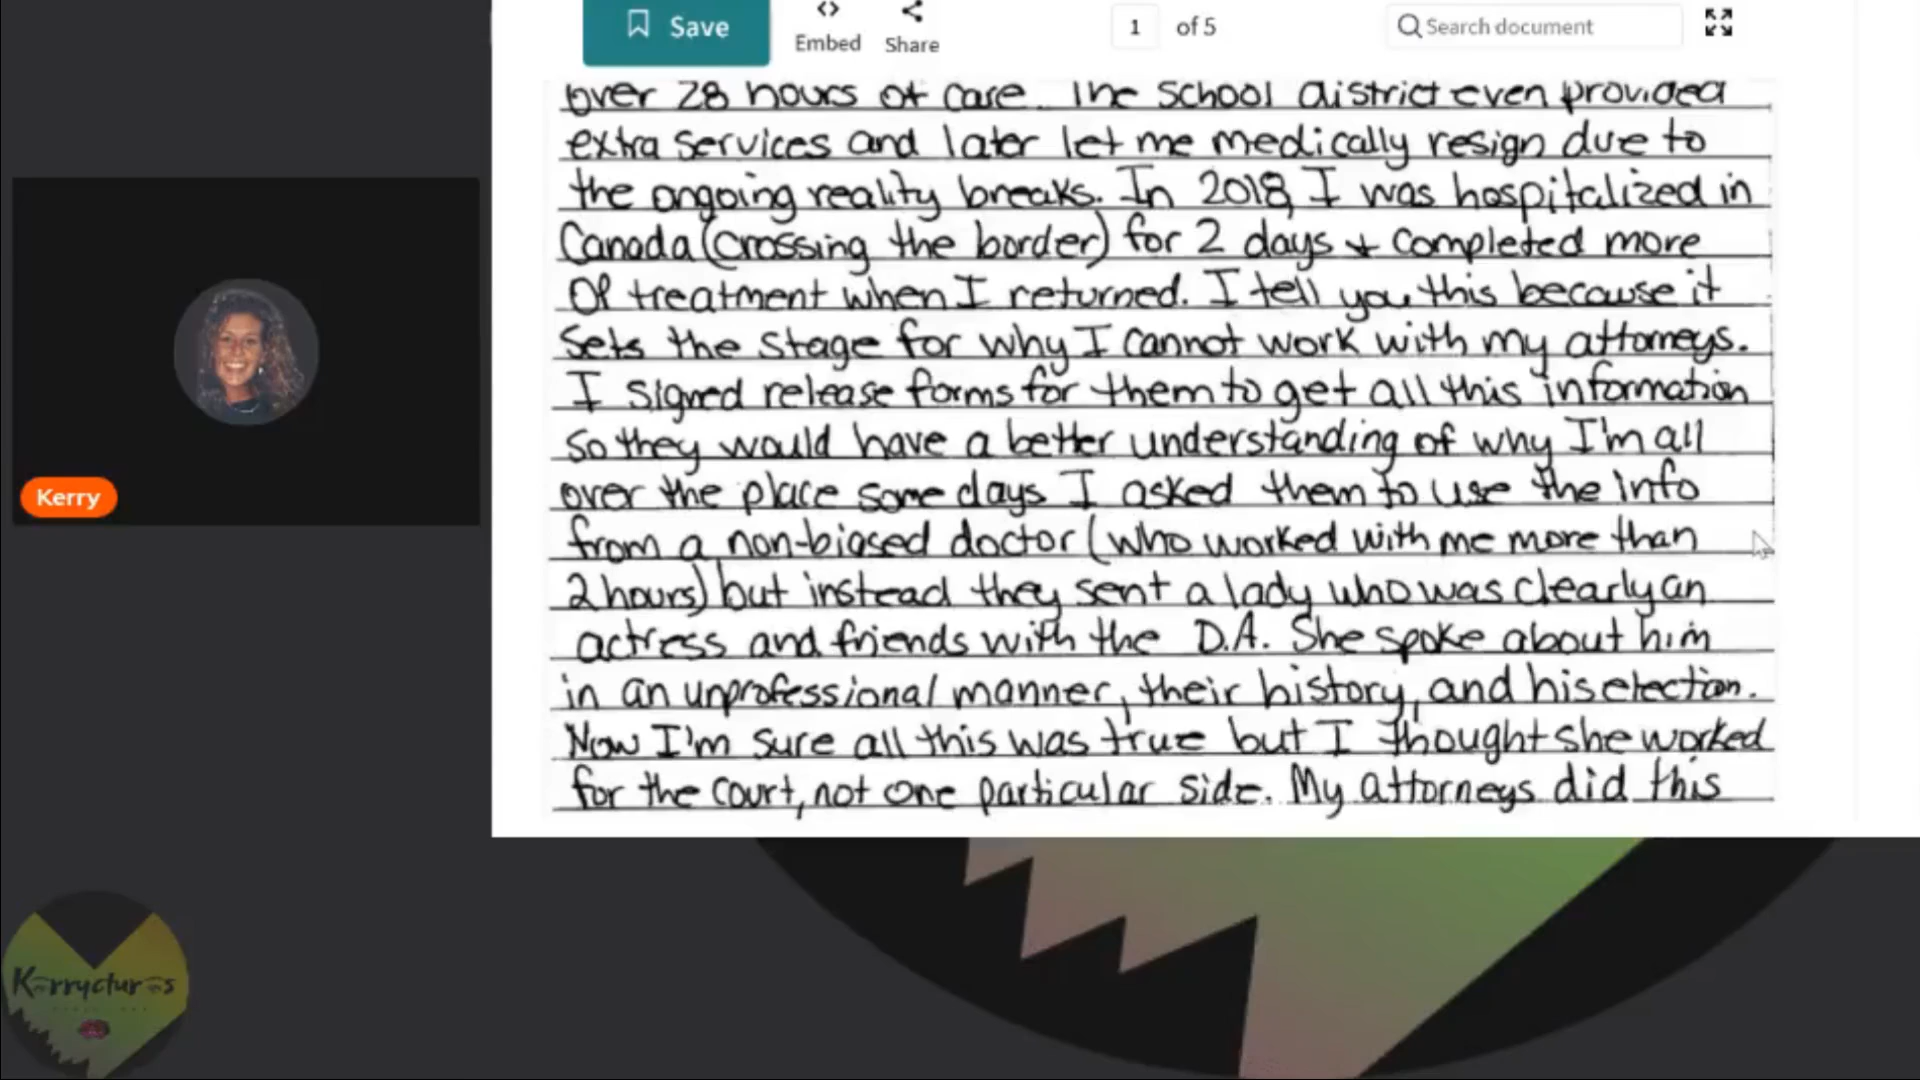 Save
Embed
Share
1 of 5
Search document
over 28 hours of care. The school district even provided
extra services and later let me medically resign due to
the ongoing reality breaks. In 2018, I was hospitalized in
Canada (crossing the border) for 2 days + completed more
Of treatment when I returned. I tell you this because it
sets the stage for why I cannot work with my attorneys.
I signed release forms for them to get all this information
so they would have a better understanding of why I'm all
over the place some days I asked them to use the info
from a non-biased doctor (who worked with me more than
2 hours) but instead they sent a lady who was clearly an
actress and friends with the D.A. She spoke about him
in an unprofessional manner, their history, and his election.
Now I'm sure all this was true but I thought she worked
for the court, not one particular side. My attorneys did this
Kerry